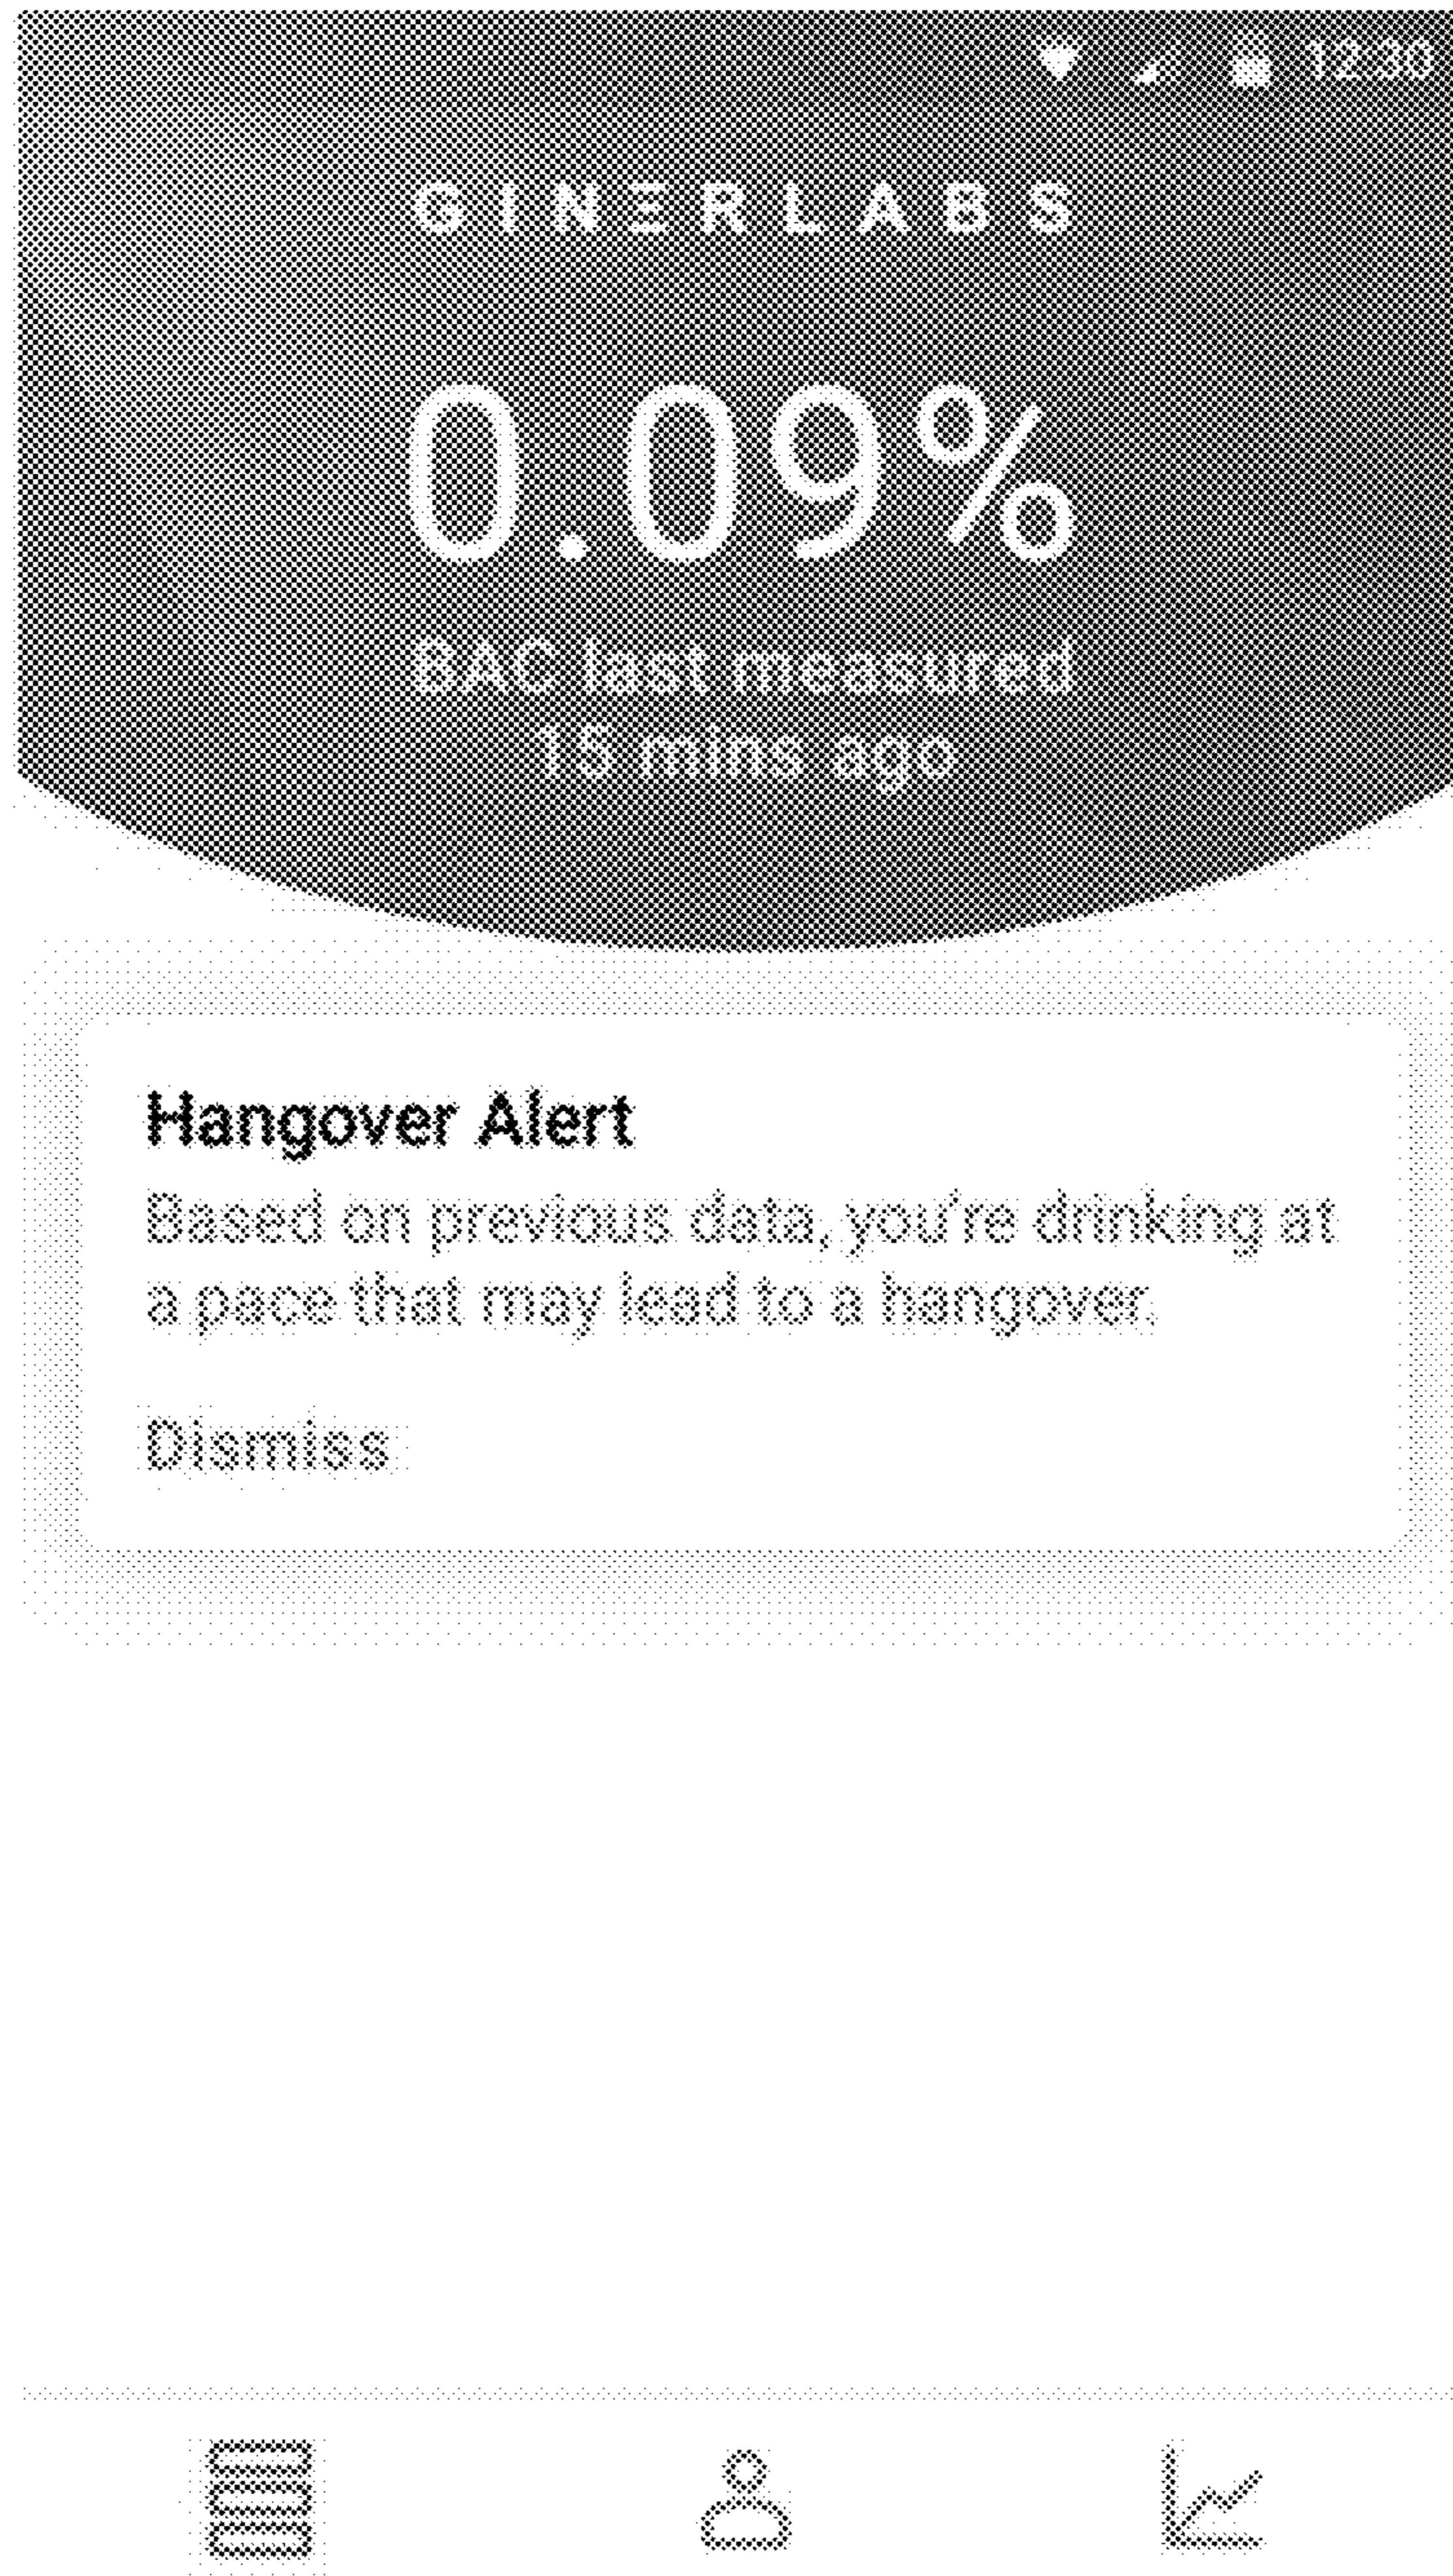 12:30
GINERLABS
0.09%
BAC last measured
15 mins ago
Hangover Alert
Based on previous data, you're drinking at
a pace that may lead to a hangover.
Dismiss